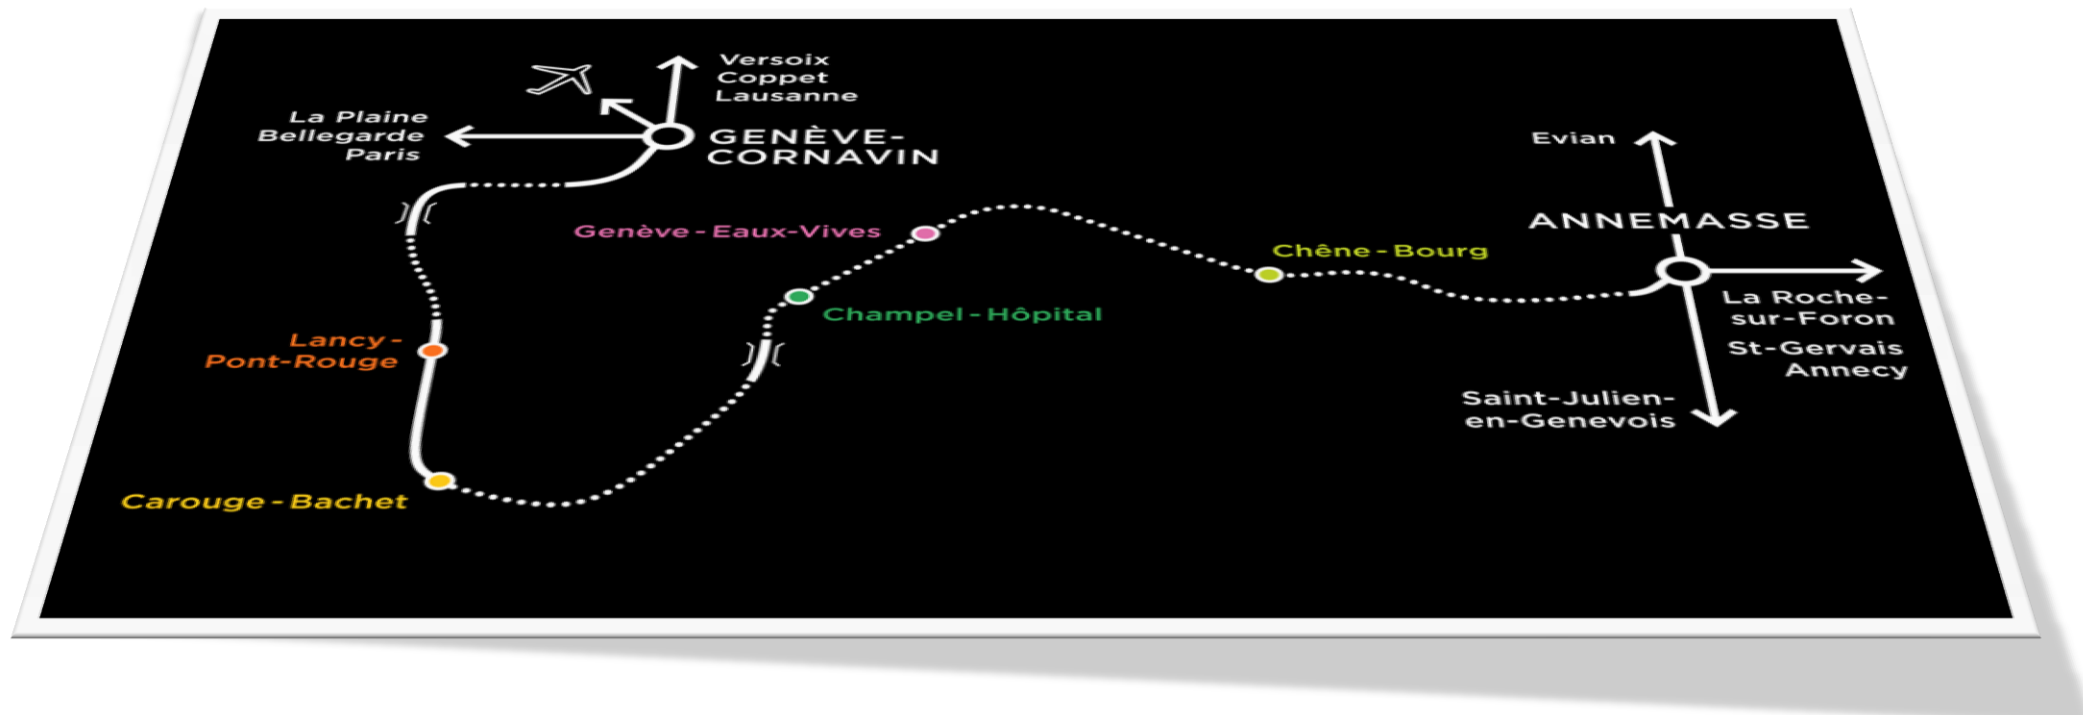 Versoix
Coppet
Lausanne
La Plaine
Bellegarde
Paris
GENÈVE-
CORNAVIN
Evian
ANNEMASSE
Genève - Eaux-Vives
Chêne - Bourg
La Roche-
sur-Foron
St-Gervais
Annecy
Champel - Hôpital
Lancy -
Pont-Rouge
Saint-Julien-
en-Genevois
Carouge - Bachet